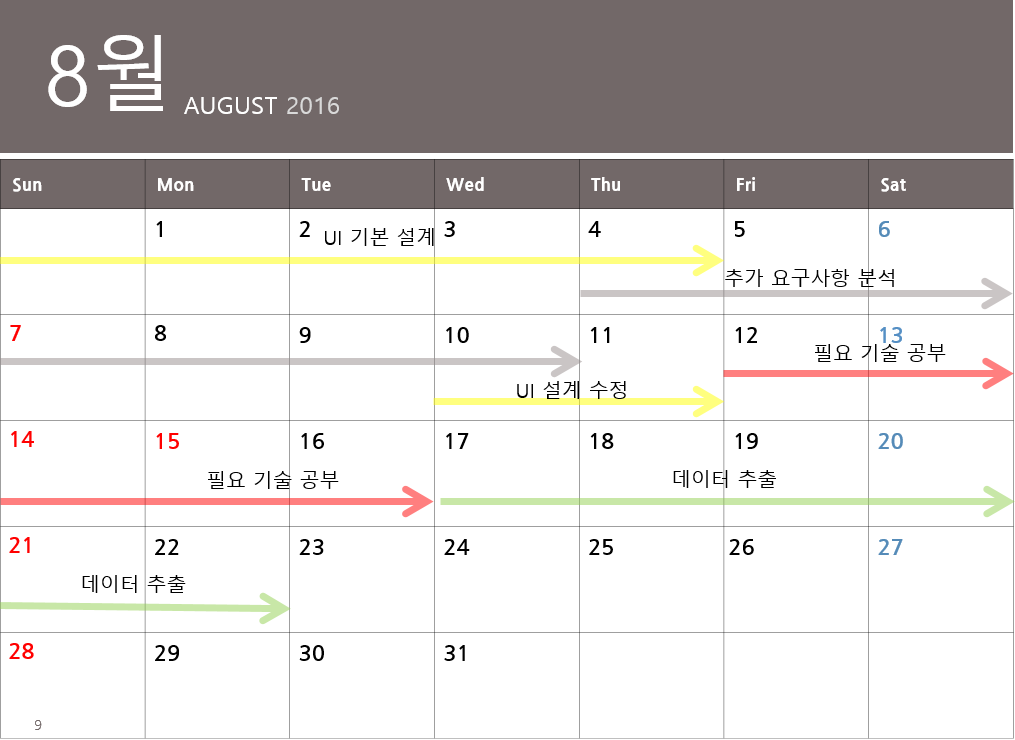 8월 AUGUST 2016
Sun Mon Tue Wed Thu Fri Sat
1 2 3 4 5 6
UI 기본 설계
추가 요구사항 분석
7 8 9 10 11 12 13
필요 기술 공부
UI 설계 수정
14 15 16 17 18 19 20
필요 기술 공부 데이터 추출
21 22 23 24 25 26 27
데이터 추출
28 29 30 31
9